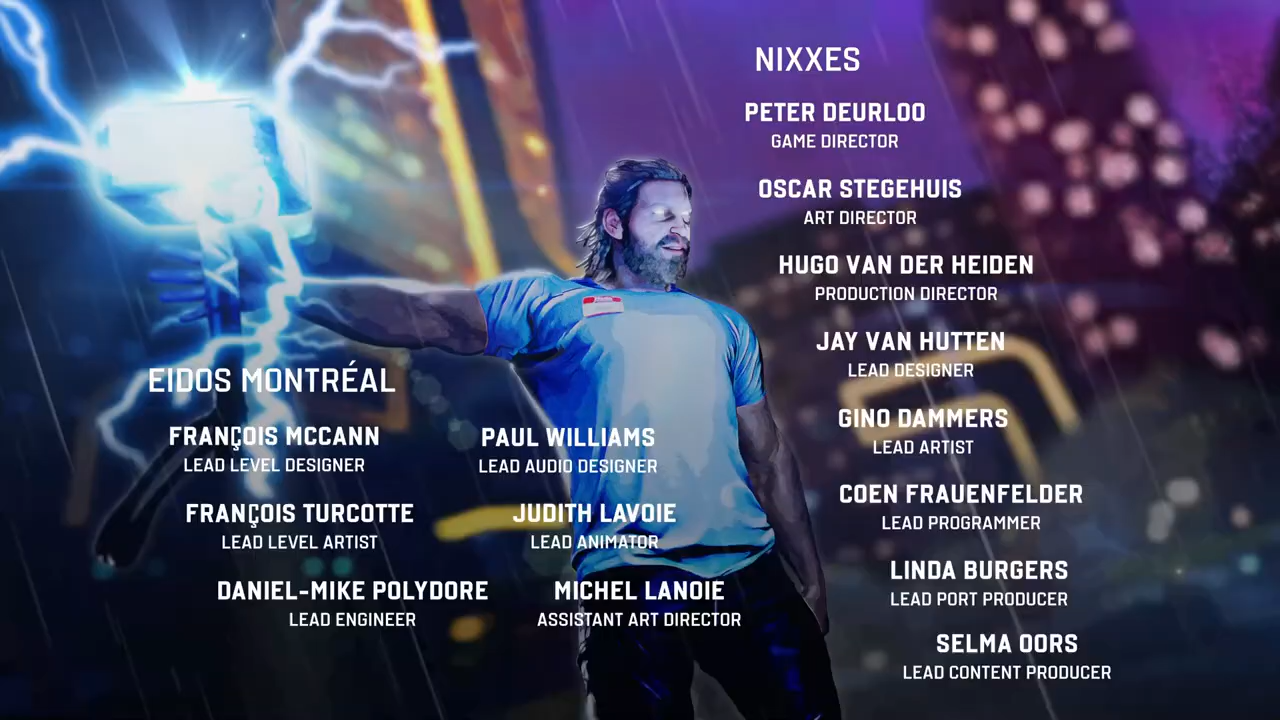 NIXXES
PETER DEURLOO
GAME DIRECTOR
OSCAR STEGEHUIS
ART DIRECTOR
HUGO VAN DER HEIDEN
PRODUCTION DIRECTOR
JAY VAN HUTTEN
LEAD DESIGNER
GINO DAMMERS
LEAD ARTIST
COEN FRAUENFELDER
LEAD PROGRAMMER
LINDA BURGERS
LEAD PORT PRODUCER
SELMA OORS
LEAD CONTENT PRODUCER
EIDOS MONTRÉAL
FRANÇOIS MCCANN
LEAD LEVEL DESIGNER
FRANÇOIS TURCOTTE
LEAD LEVEL ARTIST
DANIEL-MIKE POLYDORE
LEAD ENGINEER
PAUL WILLIAMS
LEAD AUDIO DESIGNER
JUDITH LAVOIE
LEAD ANIMATOR
MICHEL LANOIE
ASSISTANT ART DIRECTOR